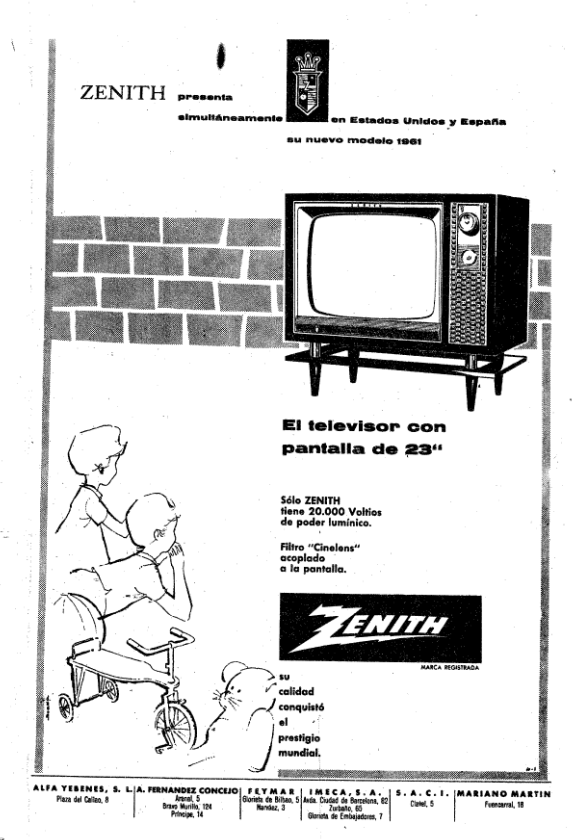 ZENITH presenta
simultáneamente en Estados Unidos y España
su nuevo modelo 1961
ZENITH
El televisor con
pantalla de 23“
Sólo ZENITH
tiene 20.000 Voltios
de poder lumínico.
Filtro "Cinelens"
acoplado
a la pantalla.
ZENITH
MARCA REGISTRADA
su
calidad
conquistó
el
prestigio
mundial.
ALFA YEBENES, S. L.
Plaza del Callao, 8
A. FERNANDEZ CONCEJO
Arenal, 5
Bravo Murillo, 124
Príncipe, 14
FEYMAR
Glorieta de Bilbao, 5
IMECA, S. A.
Avda. Ciudad de Barcelona, 82
Zurbano, 65
Glorieta de Embajadores, 7
S. A. C. I.
MARIANO MARTIN
Fuencarral, 18